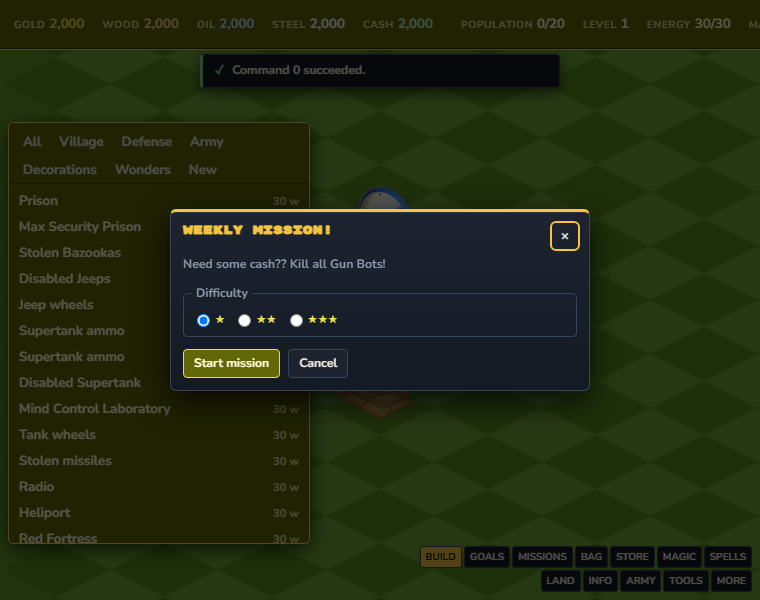 GOLD 2,000 WOOD 2,000 OIL 2,000 STEEL 2,000 CASH 2,000 POPULATION 0/20 LEVEL 1 ENERGY 30/30
✓ Command 0 succeeded.
All Village Defense Army
Decorations Wonders New
Prison 30 w
Max Security Prison
Stolen Bazookas
Disabled Jeeps
Jeep wheels
Supertank ammo
Supertank ammo
Disabled Supertank
Mind Control Laboratory 30 w
Tank wheels 30 w
Stolen missiles 30 w
Radio 30 w
Heliport 30 w
Red Fortress 30 w
WEEKLY MISSION!
×
Need some cash?? Kill all Gun Bots!
Difficulty
★ ★★ ★★★
Start mission Cancel
BUILD GOALS MISSIONS BAG STORE MAGIC SPELLS
LAND INFO ARMY TOOLS MORE